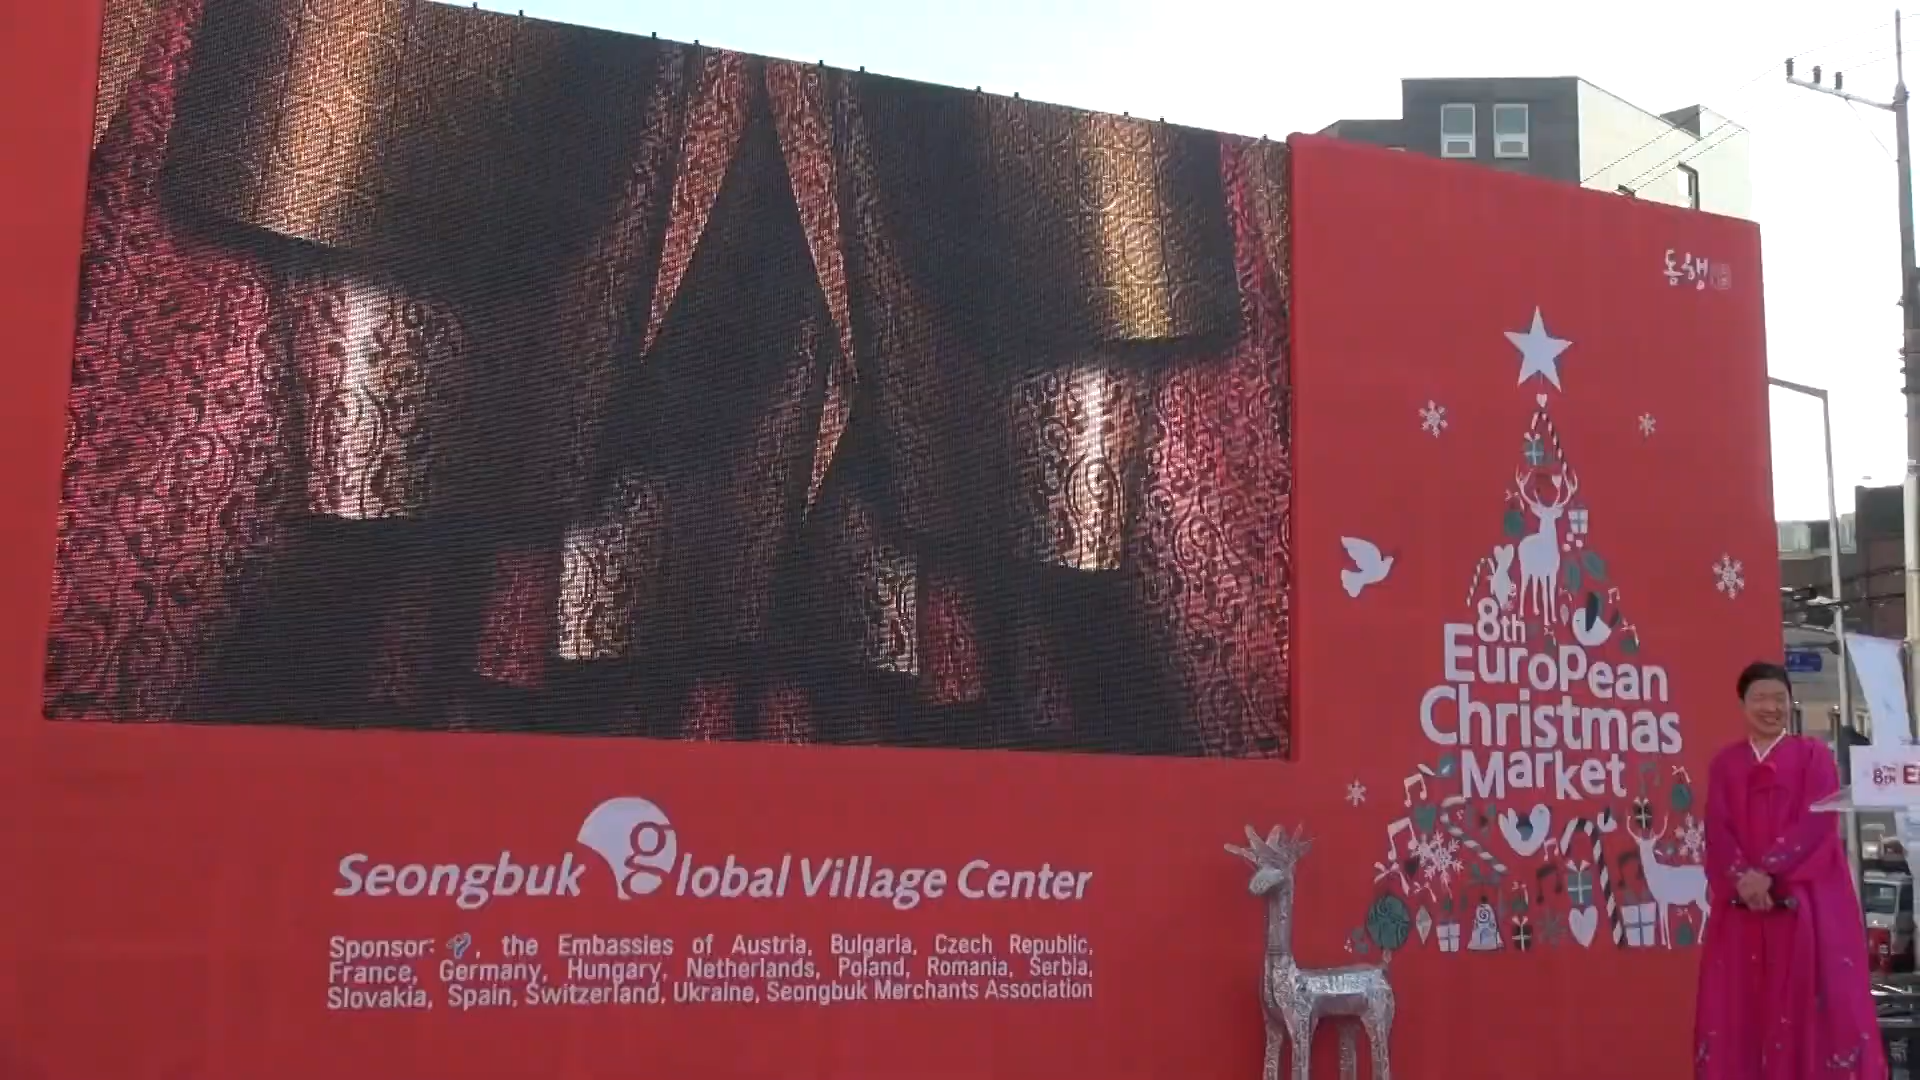 동행
8th
EuroPean
Christmas
Market
8TH E
Seongbuk global Village Center
Sponsor: , the Embassies of Austria, Bulgaria, Czech Republic,
France, Germany, Hungary, Netherlands, Poland, Romania, Serbia,
Slovakia, Spain, Switzerland, Ukraine, Seongbuk Merchants Association